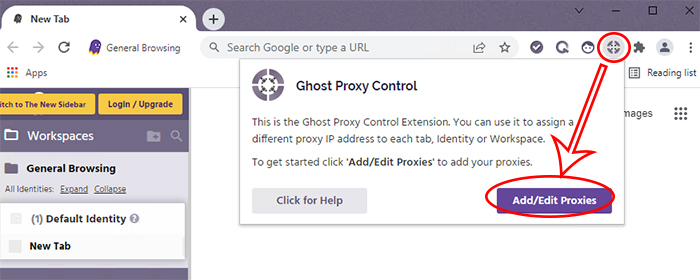 New Tab
General Browsing
Search Google or type a URL
Apps
Reading list
tch to The New Sidebar
Login / Upgrade
Ghost Proxy Control
mages
This is the Ghost Proxy Control Extension. You can use it to assign a
different proxy IP address to each tab, Identity or Workspace.
Workspaces
To get started click 'Add/Edit Proxies' to add your proxies.
General Browsing
All Identities: Expand Collapse
Click for Help
Add/Edit Proxies
(1) Default Identity ?
New Tab